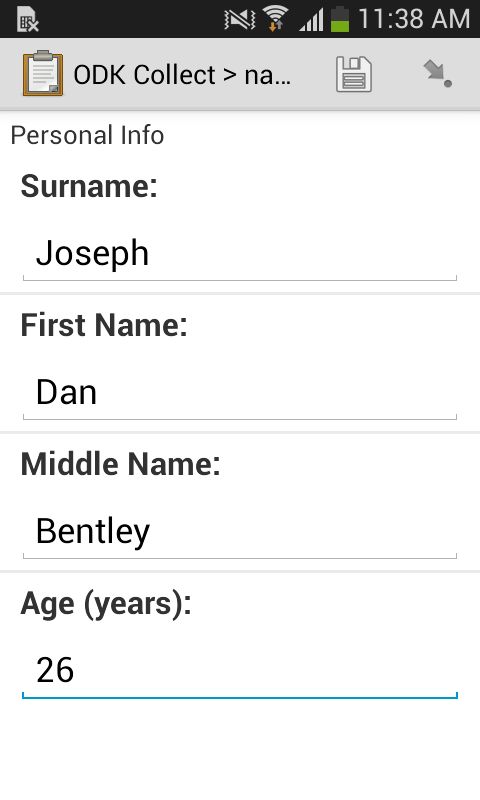 11:38 AM
ODK Collect > na...
Personal Info
Surname:
Joseph
First Name:
Dan
Middle Name:
Bentley
Age (years):
26